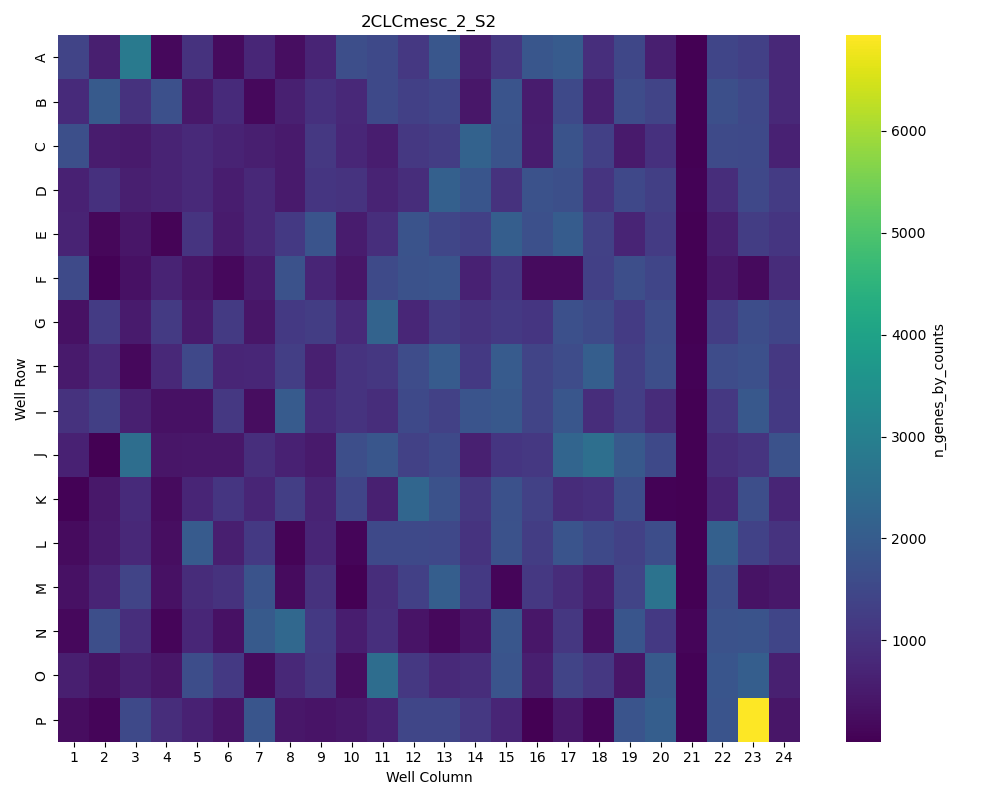 2CLCmesc_2_S2
A
B
C
D
E
F
G
H
I
J
K
L
M
N
O
P
Well Row
1 2 3 4 5 6 7 8 9 10 11 12 13 14 15 16 17 18 19 20 21 22 23 24
Well Column
6000
5000
4000
3000
2000
1000
n_genes_by_counts